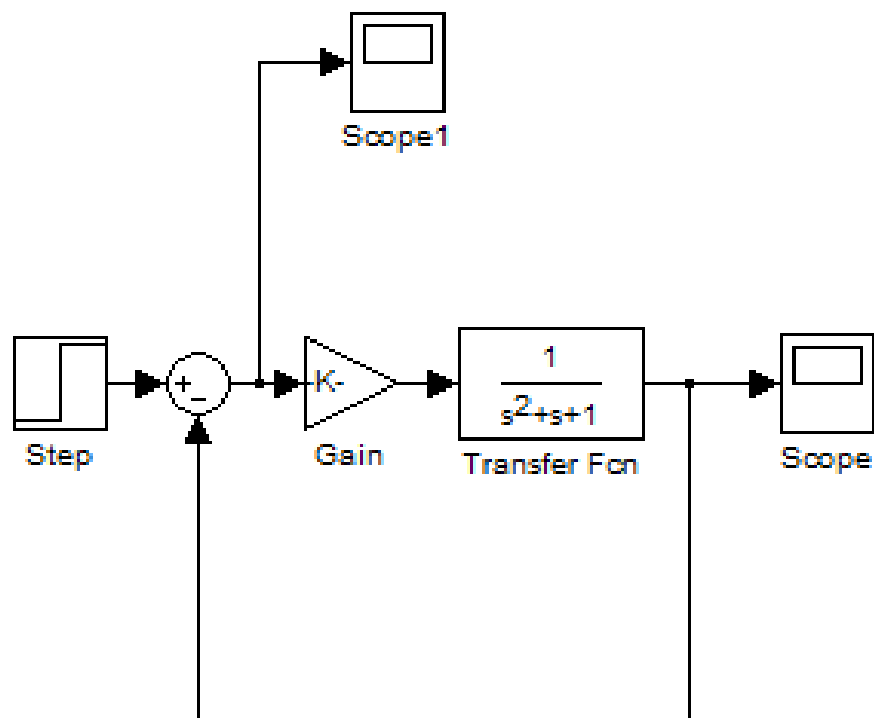 Scope1
+
−
-K-
1
s²+s+1
Step
Gain
Transfer Fcn
Scope